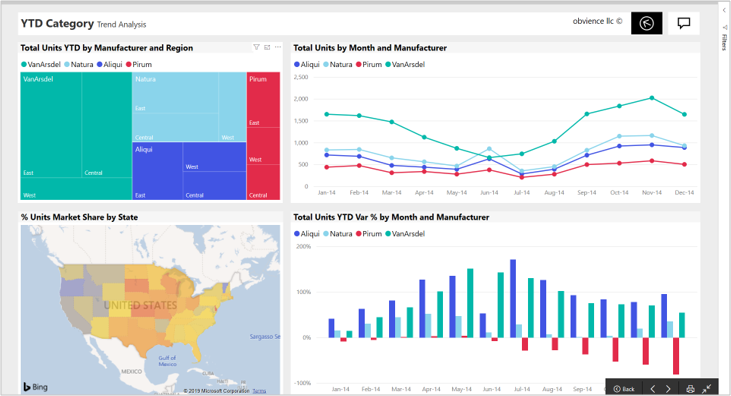 YTD Category Trend Analysis
obvience llc ©
Filters
Total Units YTD by Manufacturer and Region
VanArsdel Natura Aliqui Pirum
VanArsdel
East
Central
West
Natura
East
Central
West
Aliqui
East
West
Central
Pirum
East
West
Central
Total Units by Month and Manufacturer
Aliqui Natura Pirum VanArsdel
2,500
2,000
1,500
1,000
500
0
Jan-14 Feb-14 Mar-14 Apr-14 May-14 Jun-14 Jul-14 Aug-14 Sep-14 Oct-14 Nov-14 Dec-14
% Units Market Share by State
UNITED STATES
Sargasso Se
Gulf of
Mexico
MEXICO
CUBA
Bing
© 2019 Microsoft Corporation Terms
Total Units YTD Var % by Month and Manufacturer
Aliqui Natura Pirum VanArsdel
200%
100%
0%
-100%
Jan-14 Feb-14 Mar-14 Apr-14 May-14 Jun-14 Jul-14 Aug-14 Sep-14
Back